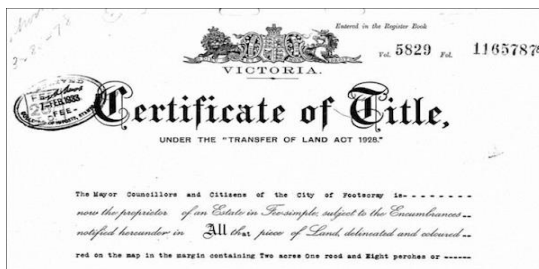 Entered in the Register Book
Vol. 5829 Fol. 1165787
VICTORIA.
FEB 1933
FEE
Certificate of Title,
UNDER THE "TRANSFER OF LAND ACT 1928."
The Mayor Councillors and Citizens of the City of Footscray is
now the proprietor of an Estate in Fee-simple, subject to the Encumbrances
notified hereunder in All that piece of Land, delineated and coloured
red on the map in the margin containing Two acres One rood and Eight perches or